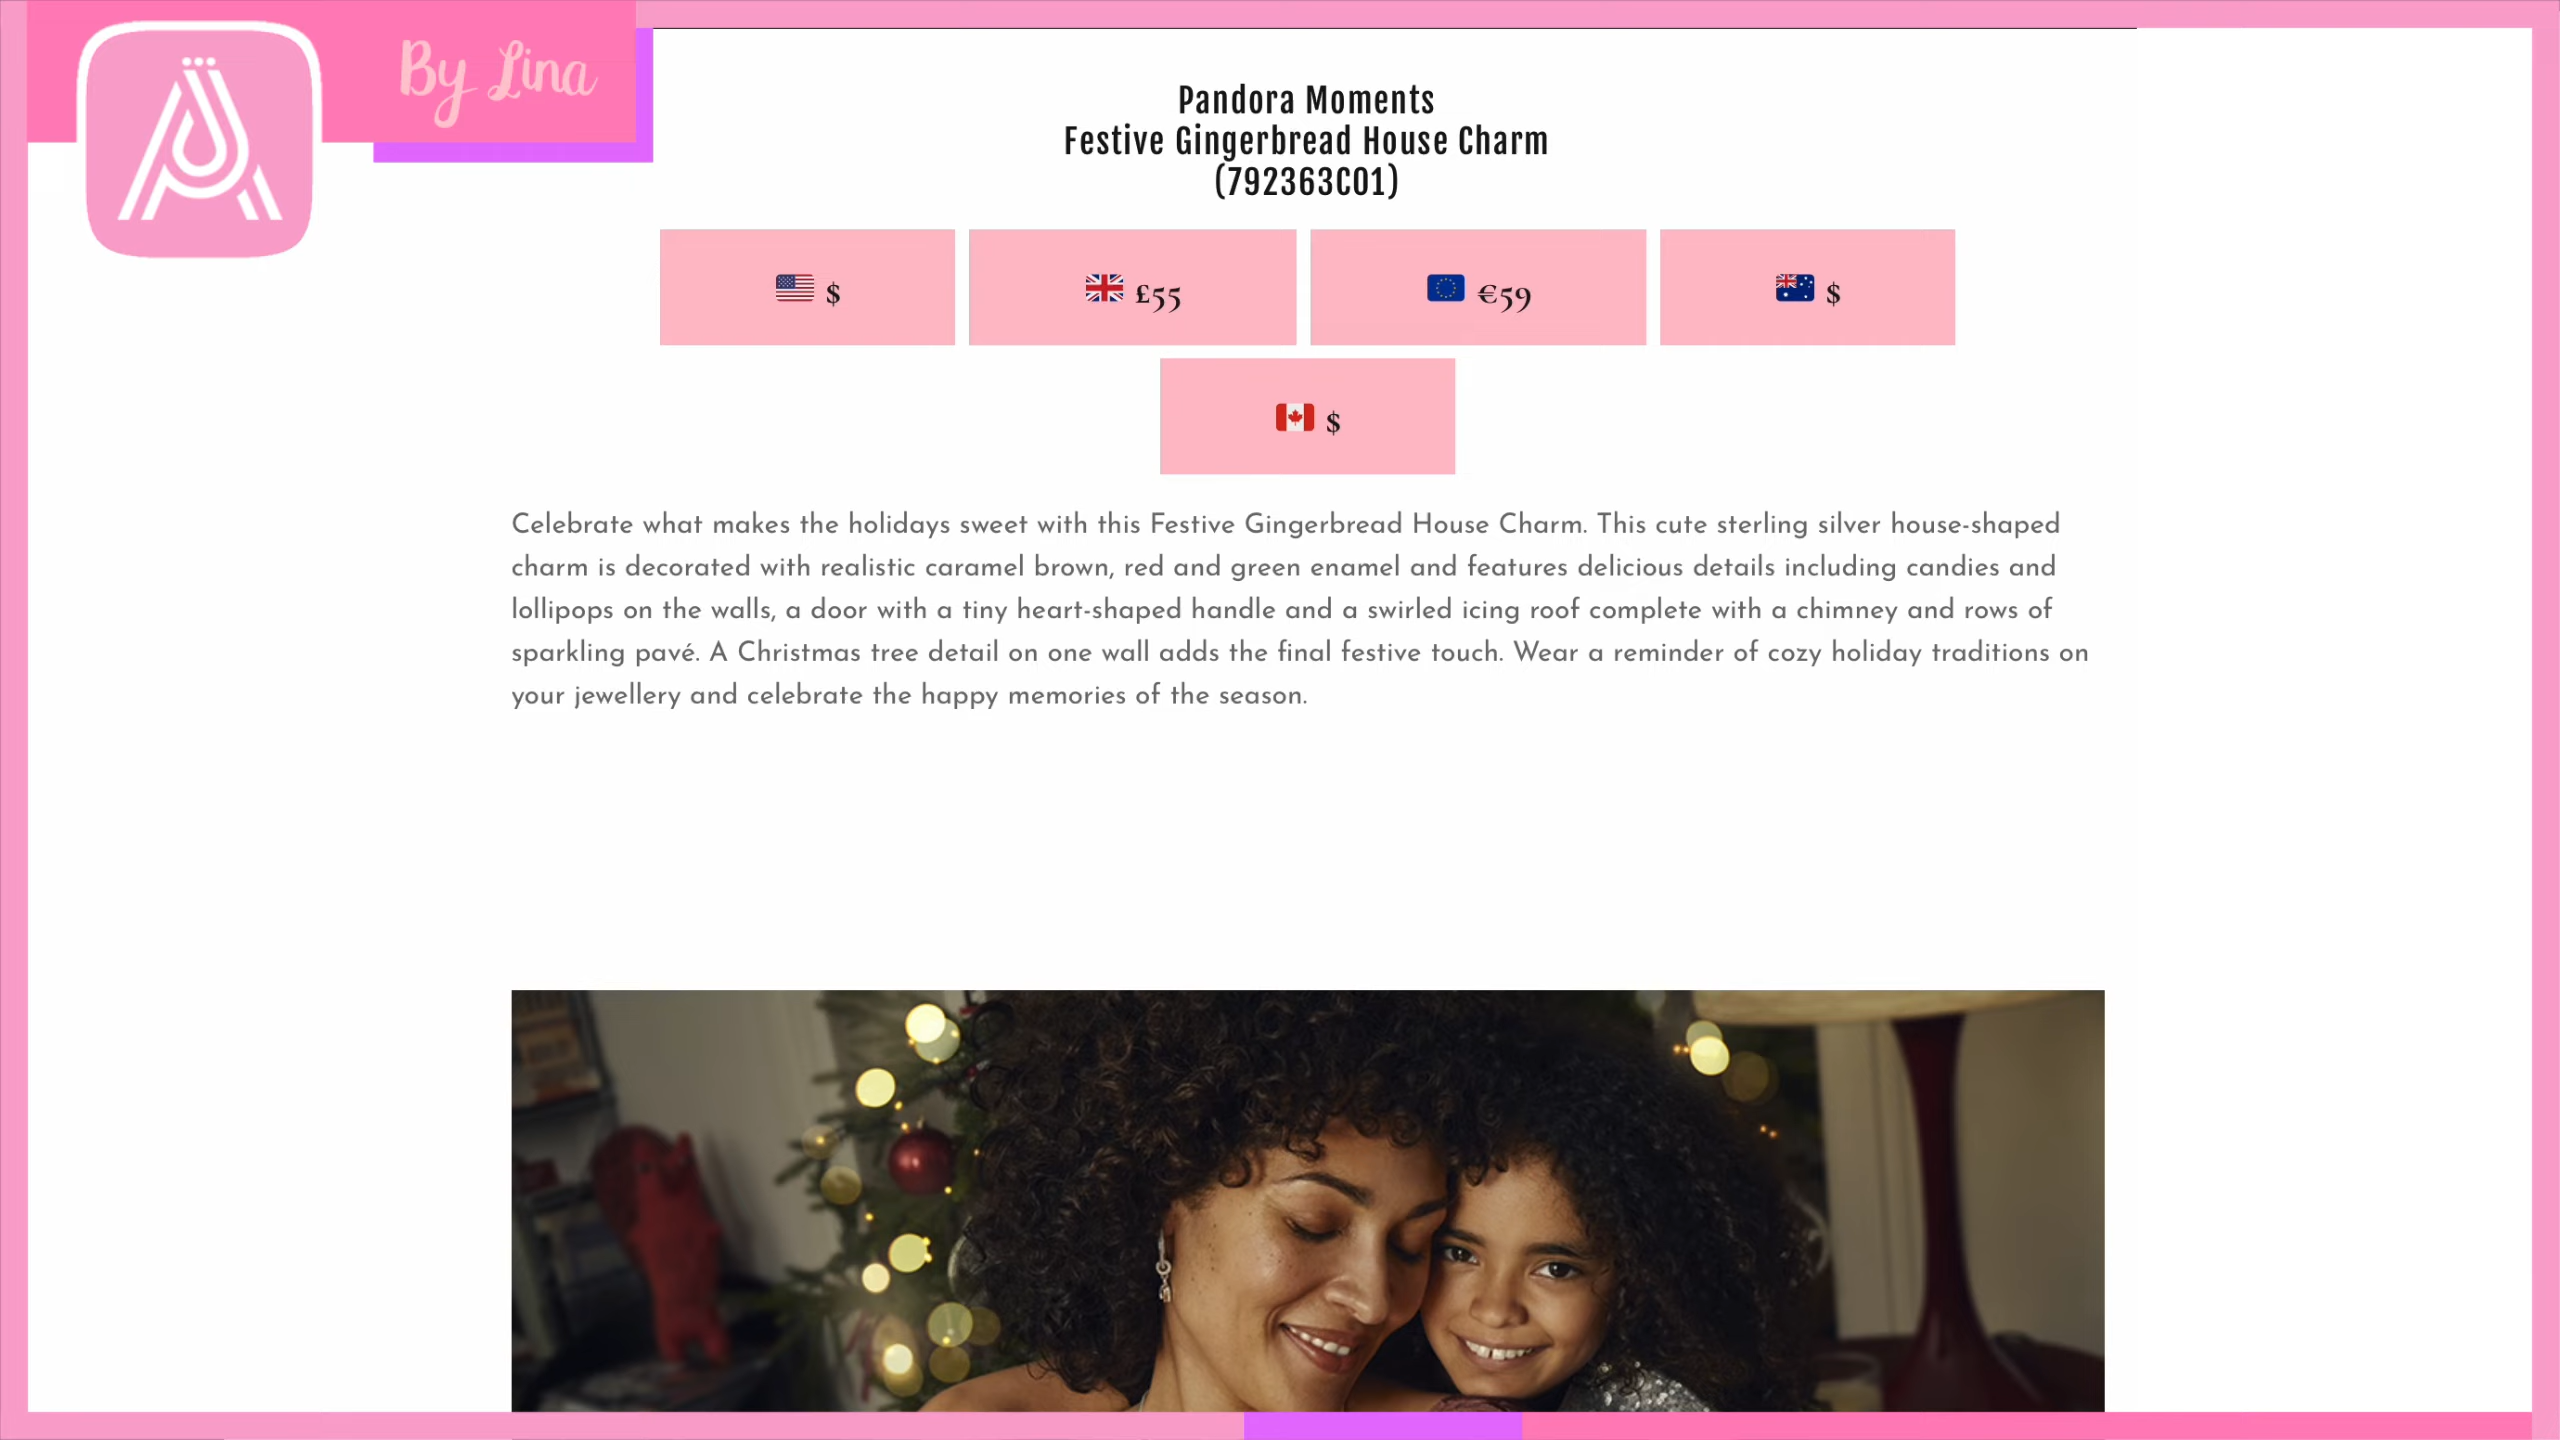 By Lina
Pandora Moments
Festive Gingerbread House Charm
(792363C01)
$
£55
€59
$
$
Celebrate what makes the holidays sweet with this Festive Gingerbread House Charm. This cute sterling silver house-shaped
charm is decorated with realistic caramel brown, red and green enamel and features delicious details including candies and
lollipops on the walls, a door with a tiny heart-shaped handle and a swirled icing roof complete with a chimney and rows of
sparkling pavé. A Christmas tree detail on one wall adds the final festive touch. Wear a reminder of cozy holiday traditions on
your jewellery and celebrate the happy memories of the season.